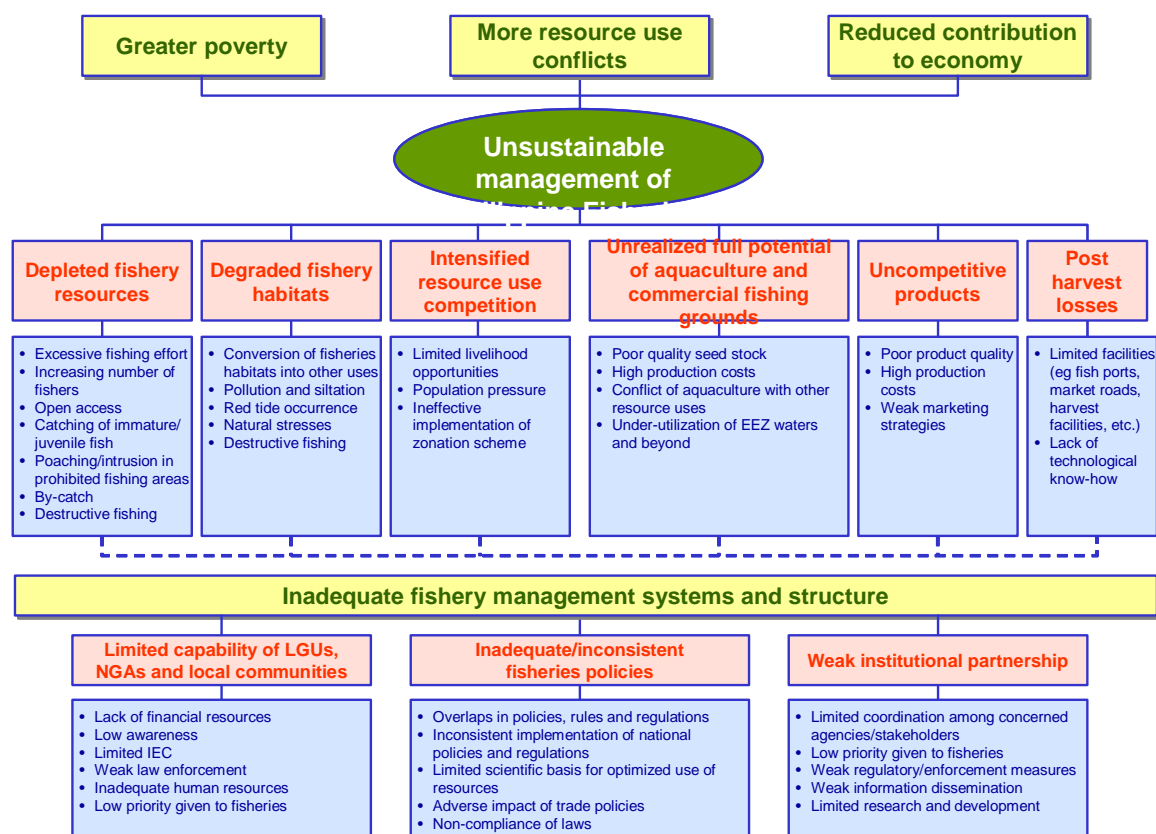 Greater poverty
More resource use
conflicts
Reduced contribution
to economy
Unsustainable
management of
Depleted fishery
resources
Degraded fishery
habitats
Intensified
resource use
competition
Unrealized full potential
of aquaculture and
commercial fishing
grounds
Uncompetitive
products
Post
harvest
losses
• Excessive fishing effort
• Increasing number of
fishers
• Open access
• Catching of immature/
juvenile fish
• Poaching/intrusion in
prohibited fishing areas
• By-catch
• Destructive fishing
• Conversion of fisheries
habitats into other uses
• Pollution and siltation
• Red tide occurrence
• Natural stresses
• Destructive fishing
• Limited livelihood
opportunities
• Population pressure
• Ineffective
implementation of
zonation scheme
• Poor quality seed stock
• High production costs
• Conflict of aquaculture with other
resource uses
• Under-utilization of EEZ waters
and beyond
• Poor product quality
• High production
costs
• Weak marketing
strategies
• Limited facilities
(eg fish ports,
market roads,
harvest
facilities, etc.)
• Lack of
technological
know-how
Inadequate fishery management systems and structure
Limited capability of LGUs,
NGAs and local communities
Inadequate/inconsistent
fisheries policies
Weak institutional partnership
• Lack of financial resources
• Low awareness
• Limited IEC
• Weak law enforcement
• Inadequate human resources
• Low priority given to fisheries
• Overlaps in policies, rules and regulations
• Inconsistent implementation of national
policies and regulations
• Limited scientific basis for optimized use of
resources
• Adverse impact of trade policies
• Non-compliance of laws
• Limited coordination among concerned
agencies/stakeholders
• Low priority given to fisheries
• Weak regulatory/enforcement measures
• Weak information dissemination
• Limited research and development